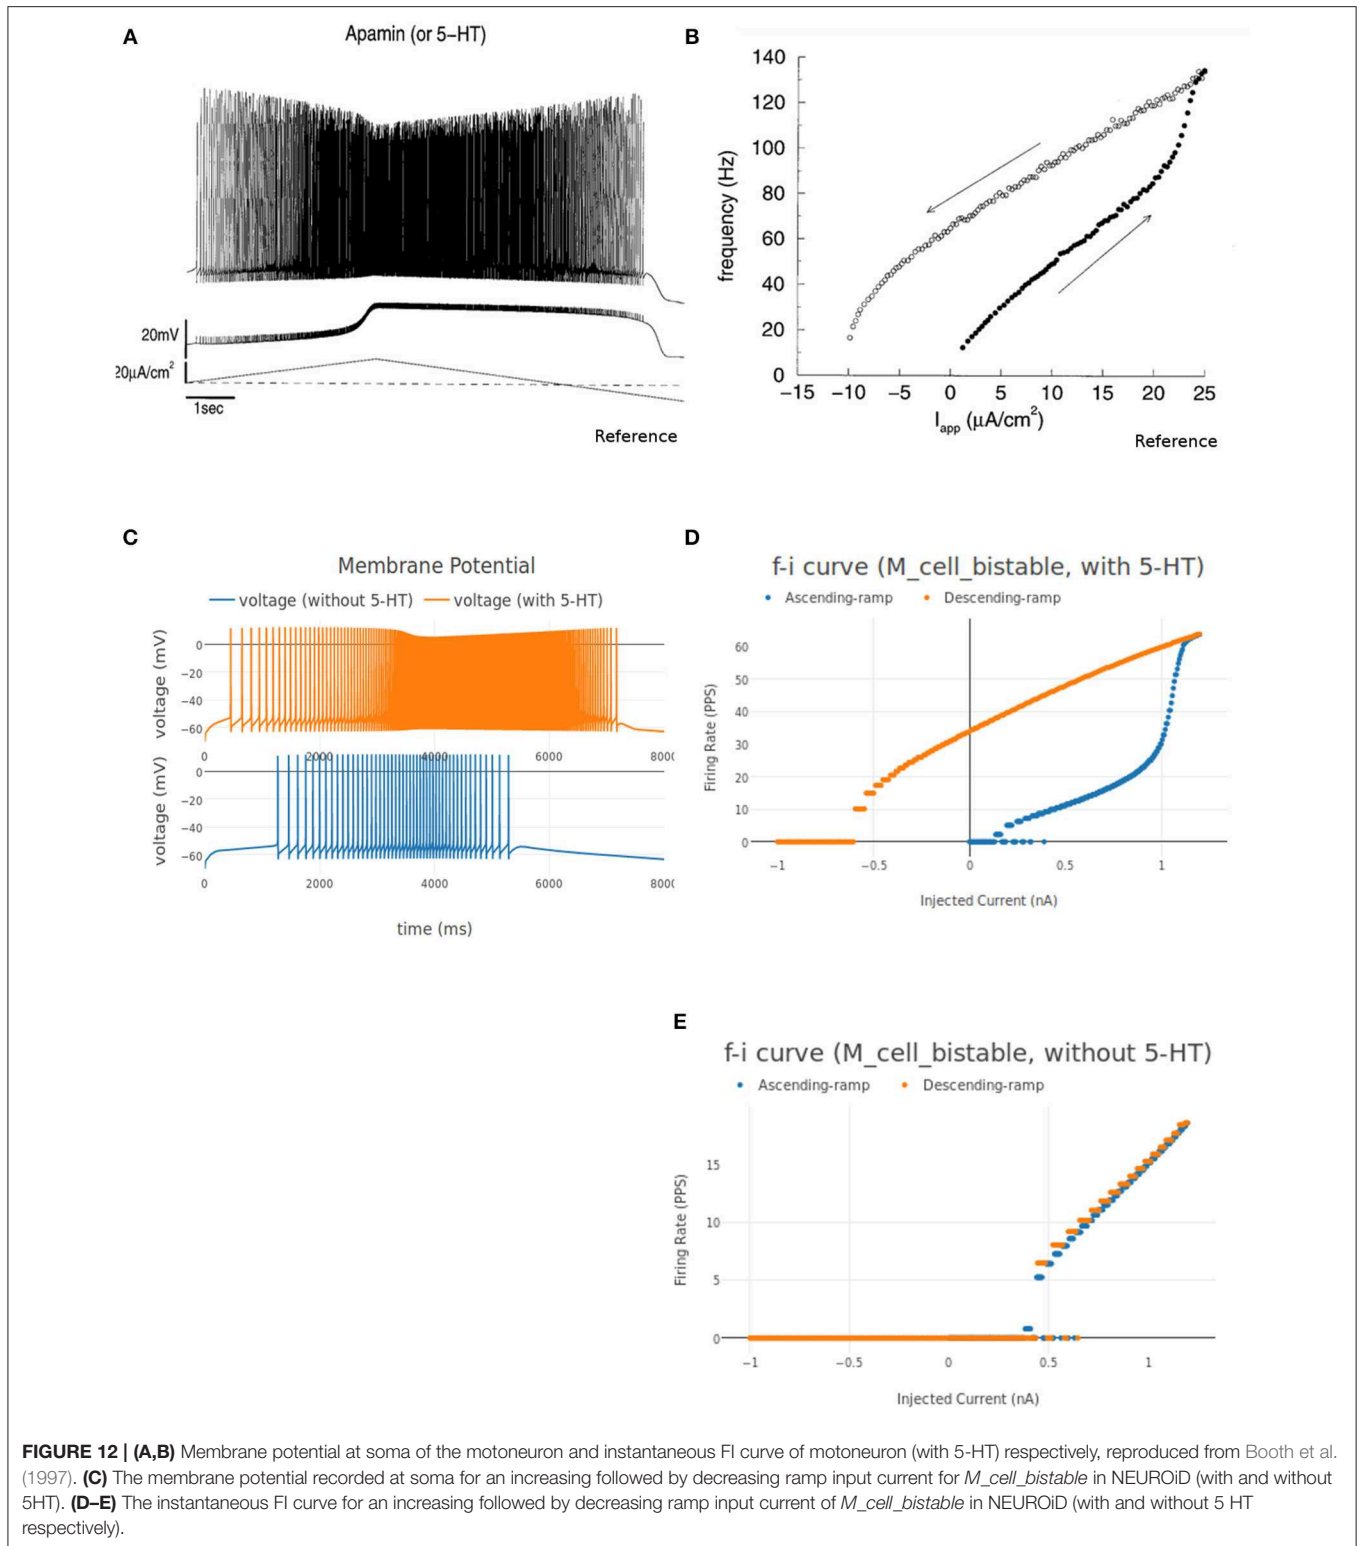 A
Apamin (or 5-HT)
20mV
20μA/cm²
1sec
Reference
B
140
120
100
80
60
40
20
0
frequency (Hz)
−15 −10 −5 0 5 10 15 20 25
Iapp (μA/cm²)
Reference
C
Membrane Potential
voltage (without 5-HT) voltage (with 5-HT)
voltage (mV)
0
−20
−40
−60
0 2000 4000 6000 800
voltage (mV)
0
−20
−40
−60
0 2000 4000 6000 800
time (ms)
D
f-i curve (M_cell_bistable, with 5-HT)
Ascending-ramp Descending-ramp
60
50
40
30
20
10
0
Firing Rate (PPS)
−1 −0.5 0 0.5 1
Injected Current (nA)
E
f-i curve (M_cell_bistable, without 5-HT)
Ascending-ramp Descending-ramp
15
10
5
0
Firing Rate (PPS)
−1 −0.5 0 0.5 1
Injected Current (nA)
FIGURE 12 | (A,B) Membrane potential at soma of the motoneuron and instantaneous FI curve of motoneuron (with 5-HT) respectively, reproduced from Booth et al.
(1997). (C) The membrane potential recorded at soma for an increasing followed by decreasing ramp input current for M_cell_bistable in NEUROiD (with and without
5HT). (D–E) The instantaneous FI curve for an increasing followed by decreasing ramp input current of M_cell_bistable in NEUROiD (with and without 5 HT
respectively).